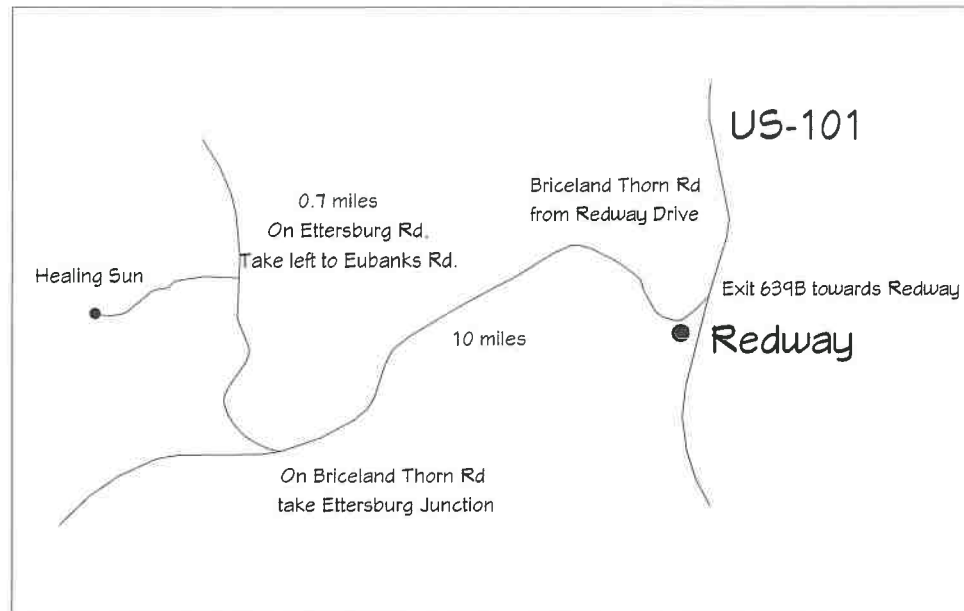 US-101
Briceland Thorn Rd
from Redway Drive
0.7 miles
On Ettersburg Rd.
Take left to Eubanks Rd.
Healing Sun
Exit 639B towards Redway
Redway
10 miles
On Briceland Thorn Rd
take Ettersburg Junction